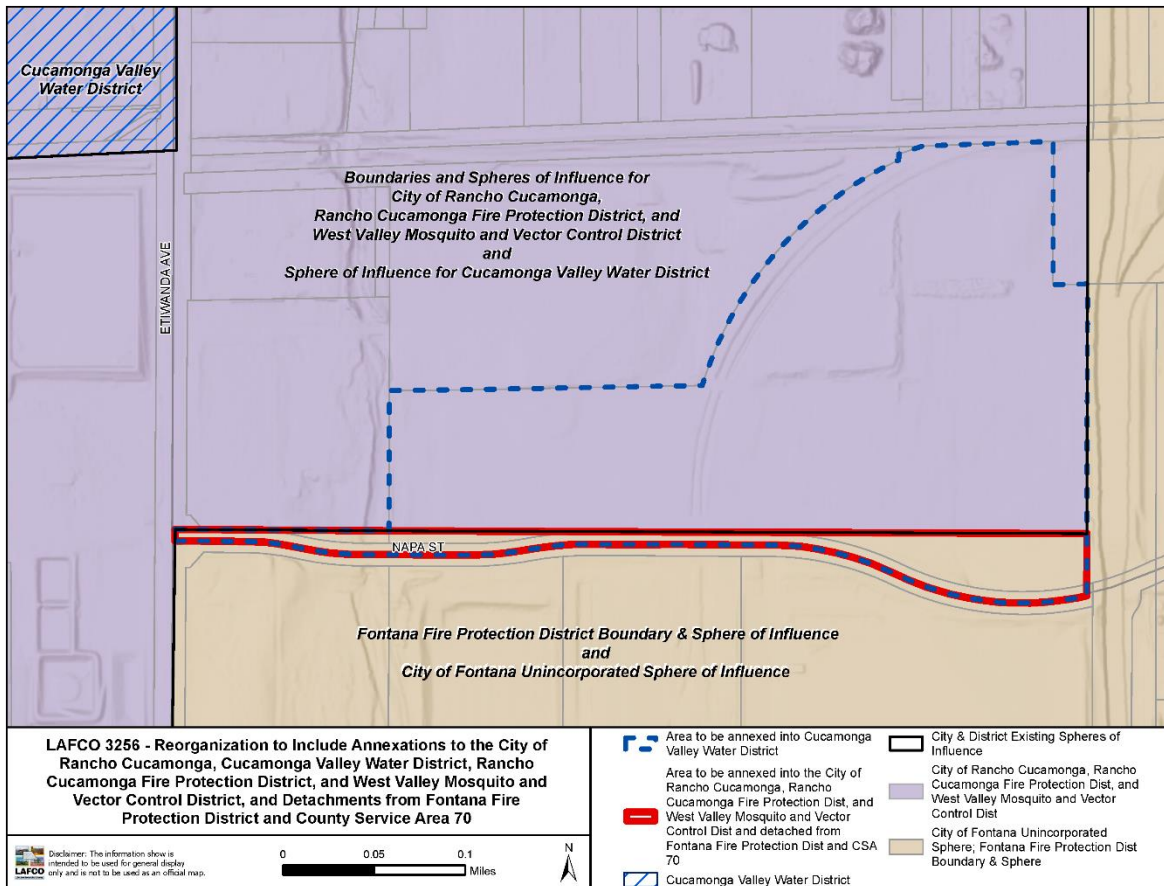 Cucamonga Valley
Water District
Boundaries and Spheres of Influence for
City of Rancho Cucamonga,
Rancho Cucamonga Fire Protection District, and
West Valley Mosquito and Vector Control District
and
Sphere of Influence for Cucamonga Valley Water District
ETIWANDA AVE
NAPA ST
Fontana Fire Protection District Boundary & Sphere of Influence
and
City of Fontana Unincorporated Sphere of Influence
LAFCO 3256 - Reorganization to Include Annexations to the City of
Rancho Cucamonga, Cucamonga Valley Water District, Rancho
Cucamonga Fire Protection District, and West Valley Mosquito and
Vector Control District, and Detachments from Fontana Fire
Protection District and County Service Area 70
LAFCO
Disclaimer: The information show is
intended to be used for general display
only and is not to be used as an official map.
0 0.05 0.1
Miles
N
Area to be annexed into Cucamonga
Valley Water District
Area to be annexed into the City of
Rancho Cucamonga, Rancho
Cucamonga Fire Protection Dist, and
West Valley Mosquito and Vector
Control Dist and detached from
Fontana Fire Protection Dist and CSA
70
Cucamonga Valley Water District
City & District Existing Spheres of
Influence
City of Rancho Cucamonga, Rancho
Cucamonga Fire Protection Dist, and
West Valley Mosquito and Vector
Control Dist
City of Fontana Unincorporated
Sphere; Fontana Fire Protection Dist
Boundary & Sphere